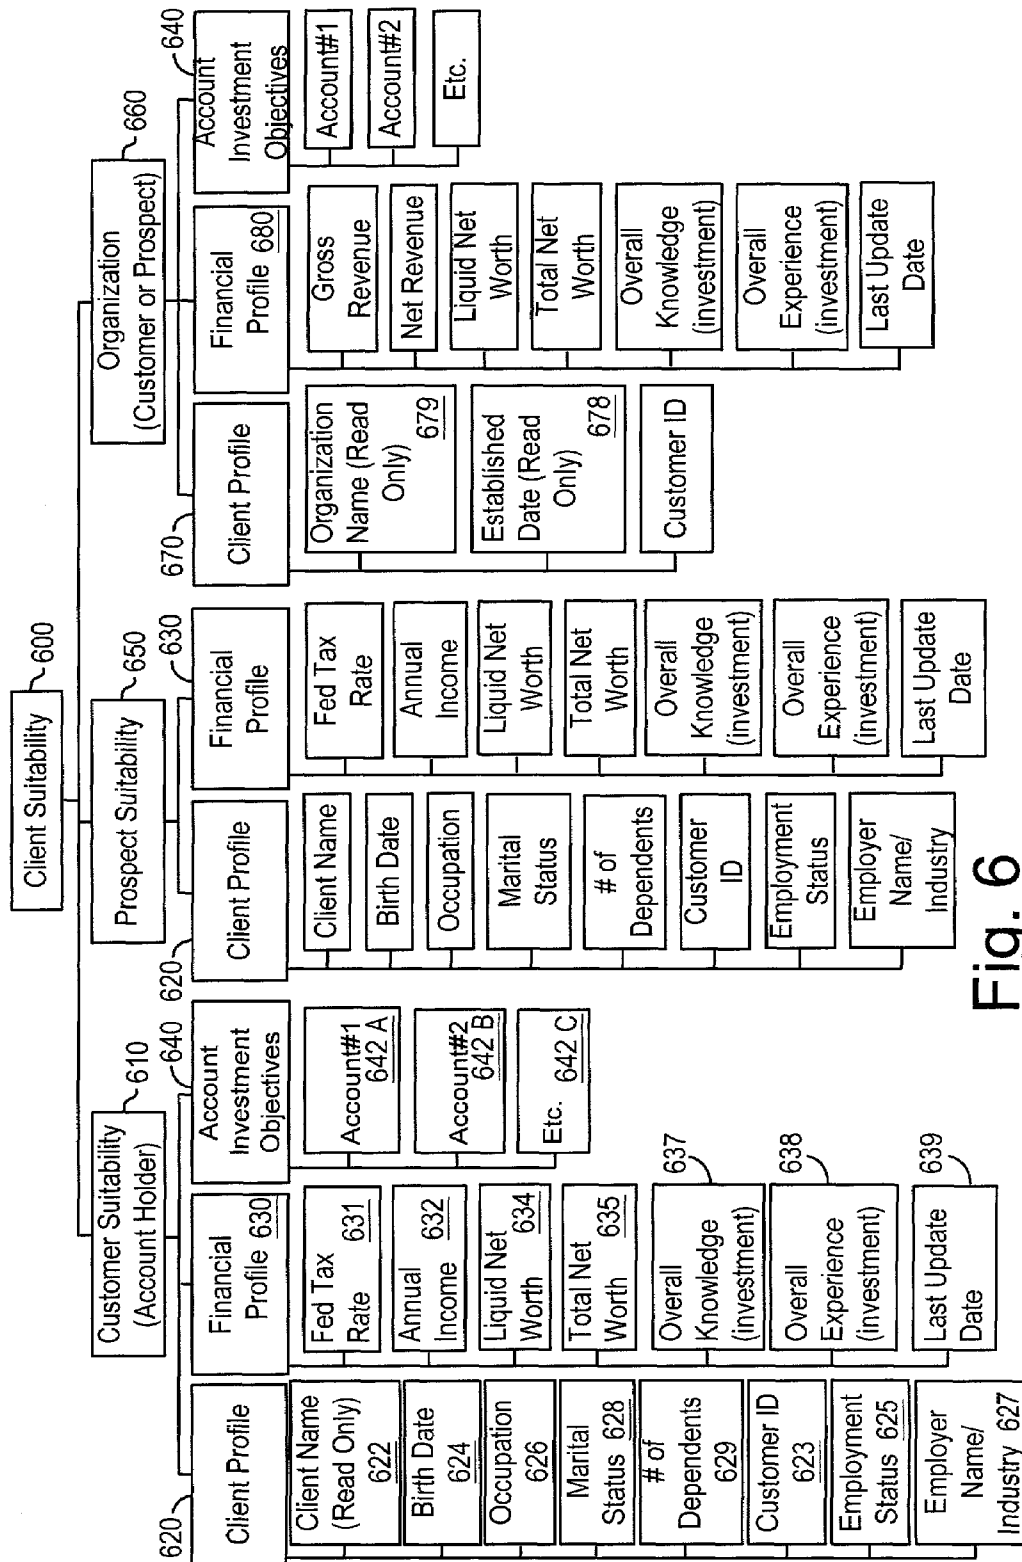 Client Suitability
600
Customer Suitability
(Account Holder)
610
Client Profile
620
Client Name
(Read Only)
622
Birth Date
624
Occupation
626
Marital
Status 628
# of
Dependents
629
Customer ID
623
Employment
Status 625
Employer
Name/
Industry 627
Financial
Profile 630
Fed Tax
Rate 631
Annual
Income 632
Liquid Net
Worth 634
Total Net
Worth 635
Overall
Knowledge
(investment)
637
Overall
Experience
(investment)
638
Last Update
Date
639
Account
Investment
Objectives
640
Account#1
642 A
Account#2
642 B
Etc. 642 C
Prospect Suitability
650
Client Profile
620
Client Name
Birth Date
Occupation
Marital
Status
# of
Dependents
Customer
ID
Employment
Status
Employer
Name/
Industry
Financial
Profile
630
Fed Tax
Rate
Annual
Income
Liquid Net
Worth
Total Net
Worth
Overall
Knowledge
(investment)
Overall
Experience
(investment)
Last Update
Date
Organization
(Customer or Prospect)
660
Client Profile
670
Organization
Name (Read
Only) 679
Established
Date (Read
Only) 678
Customer ID
Financial
Profile 680
Gross
Revenue
Net Revenue
Liquid Net
Worth
Total Net
Worth
Overall
Knowledge
(investment)
Overall
Experience
(investment)
Last Update
Date
Account
Investment
Objectives
640
Account#1
Account#2
Etc.
Fig. 6